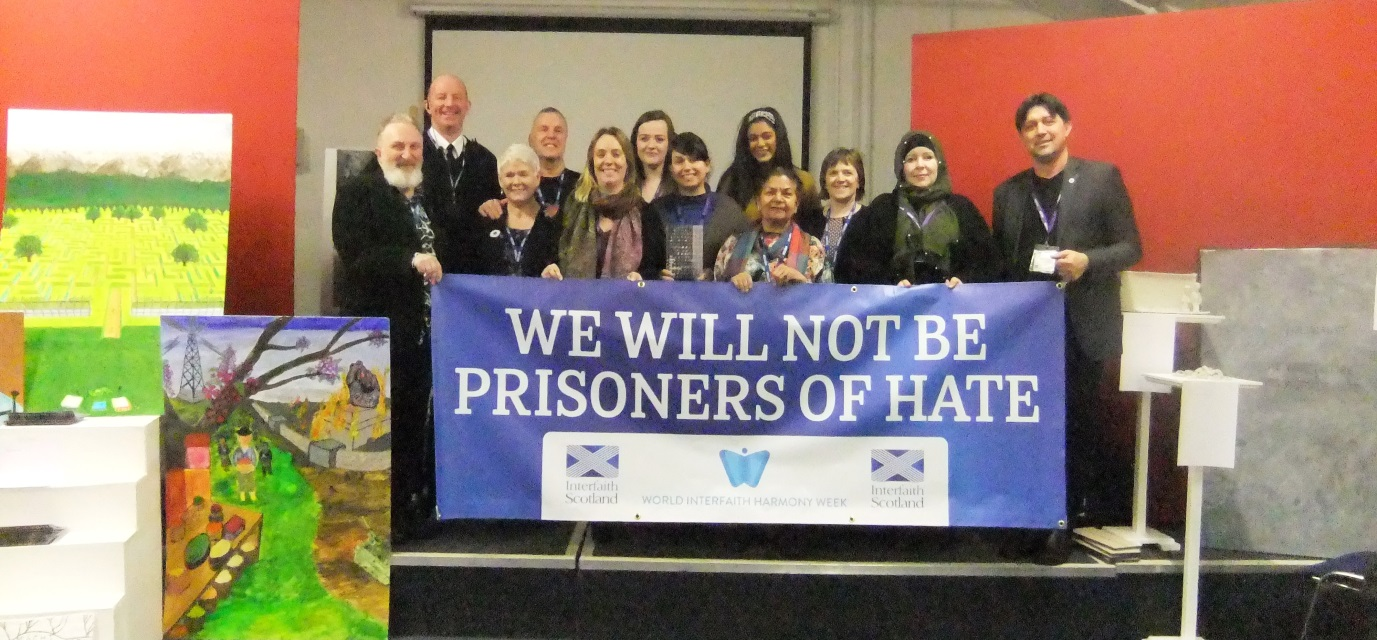 WE WILL NOT BE
PRISONERS OF HATE
Interfaith
Scotland
WORLD INTERFAITH HARMONY WEEK
Interfaith
Scotland